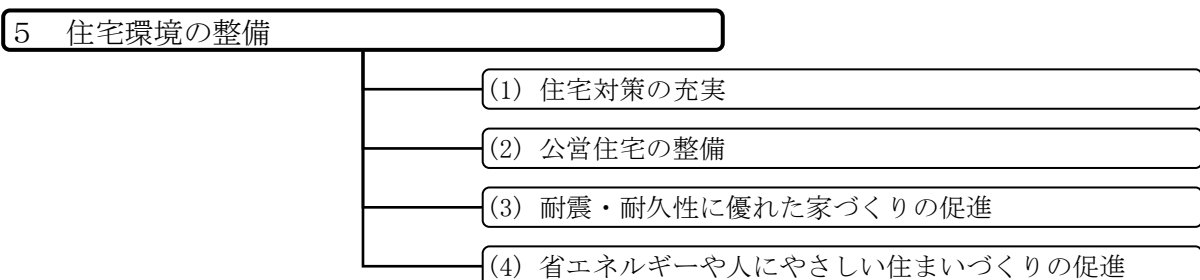 ５　住宅環境の整備
(1) 住宅対策の充実
(2) 公営住宅の整備
(3) 耐震・耐久性に優れた家づくりの促進
(4) 省エネルギーや人にやさしい住まいづくりの促進